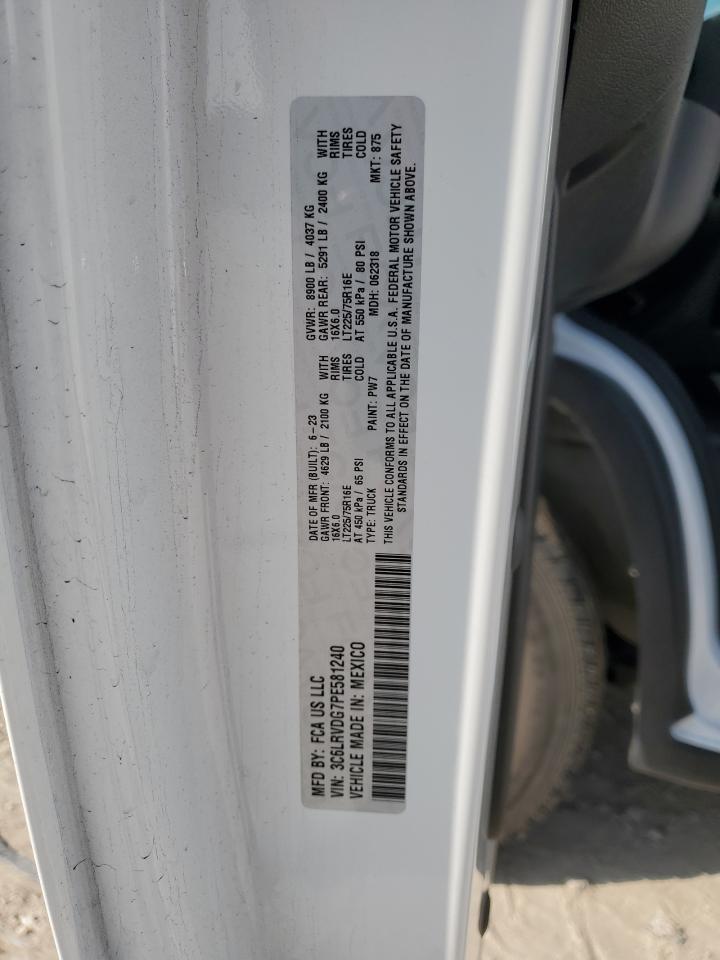 MFD BY: FCA US LLC
VIN: 3C6LRVDG7PE581240
VEHICLE MADE IN: MEXICO
DATE OF MFR (BUILT): 6-23 GVWR: 8900 LB / 4037 KG
GAWR FRONT: 4629 LB / 2100 KG WITH GAWR REAR: 5291 LB / 2400 KG WITH
16X6.0 RIMS 16X6.0 RIMS
LT225/75R16E TIRES LT225/75R16E TIRES
AT 450 kPa / 65 PSI COLD AT 550 kPa / 80 PSI COLD
TYPE: TRUCK PAINT: PW7 MDH: 062318 MKT: 875
THIS VEHICLE CONFORMS TO ALL APPLICABLE U.S.A. FEDERAL MOTOR VEHICLE SAFETY
STANDARDS IN EFFECT ON THE DATE OF MANUFACTURE SHOWN ABOVE.